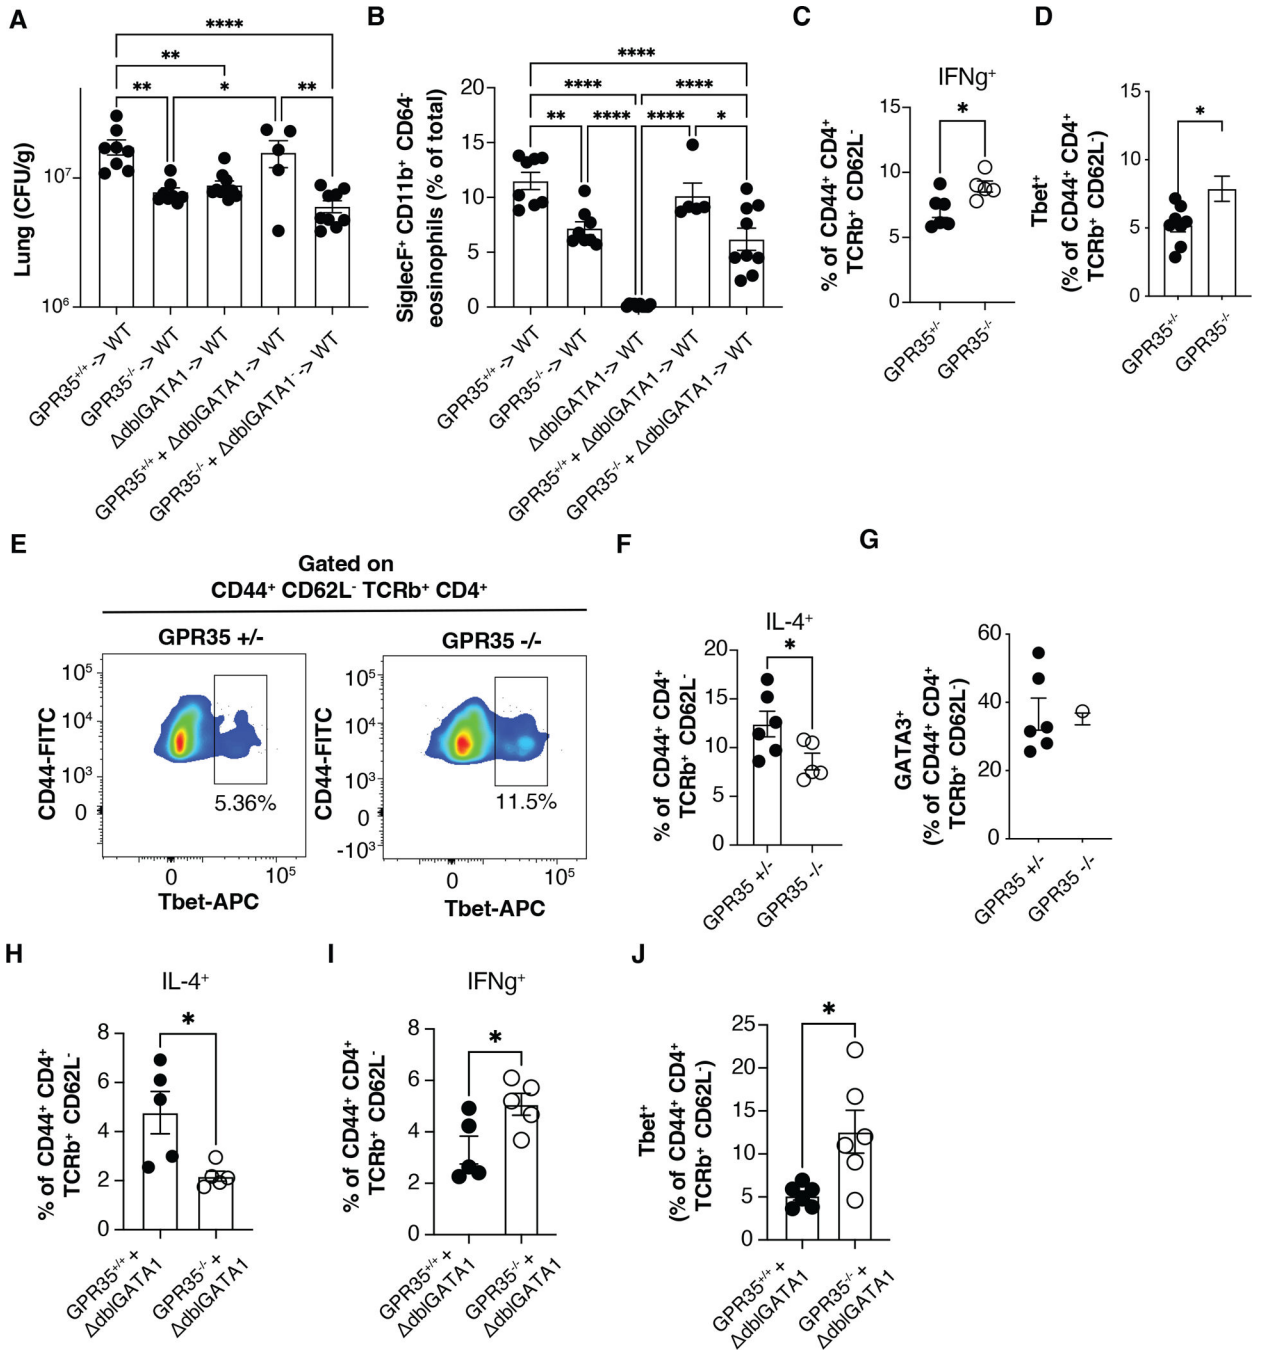 A
****
**
**
*
**
Lung (CFU/g)
10⁷
10⁶
GPR35⁺/⁺ -> WT
GPR35⁻/⁻ -> WT
ΔdblGATA1 -> WT
GPR35⁺/⁺ + ΔdblGATA1 -> WT
GPR35⁻/⁻ + ΔdblGATA1⁻ -> WT
B
****
****
****
**
****
****
*
SiglecF⁺ CD11b⁺ CD64⁻
eosinophils (% of total)
20
15
10
5
0
GPR35⁺/⁺ -> WT
GPR35⁻/⁻ -> WT
ΔdblGATA1-> WT
GPR35⁺/⁺ + ΔdblGATA1 -> WT
GPR35⁻/⁻ + ΔdblGATA1 -> WT
C
IFNg⁺
*
% of CD44⁺ CD4⁺
TCRb⁺ CD62L⁻
15
10
5
0
GPR35⁺/⁻
GPR35⁻/⁻
D
*
Tbet⁺
(% of CD44⁺ CD4⁺
TCRb⁺ CD62L⁻)
15
10
5
0
GPR35⁺/⁻
GPR35⁻/⁻
E
Gated on
CD44⁺ CD62L⁻ TCRb⁺ CD4⁺
GPR35 +/-
GPR35 -/-
CD44-FITC
10⁵
10⁴
10³
0
5.36%
0
10⁵
Tbet-APC
CD44-FITC
10⁵
10⁴
10³
0
-10³
11.5%
0
10⁵
Tbet-APC
F
IL-4⁺
*
% of CD44⁺ CD4⁺
TCRb⁺ CD62L⁻
20
15
10
5
0
GPR35 +/-
GPR35 -/-
G
GATA3⁺
(% of CD44⁺ CD4⁺
TCRb⁺ CD62L⁻)
60
40
20
0
GPR35 +/-
GPR35 -/-
H
IL-4⁺
*
% of CD44⁺ CD4⁺
TCRb⁺ CD62L⁻
8
6
4
2
0
GPR35⁺/⁺ +
ΔdblGATA1
GPR35⁻/⁻ +
ΔdblGATA1
I
IFNg⁺
*
% of CD44⁺ CD4⁺
TCRb⁺ CD62L⁻
8
6
4
2
0
GPR35⁺/⁺ +
ΔdblGATA1
GPR35⁻/⁻ +
ΔdblGATA1
J
*
Tbet⁺
(% of CD44⁺ CD4⁺
TCRb⁺ CD62L⁻)
25
20
15
10
5
0
GPR35⁺/⁺ +
ΔdblGATA1
GPR35⁻/⁻ +
ΔdblGATA1